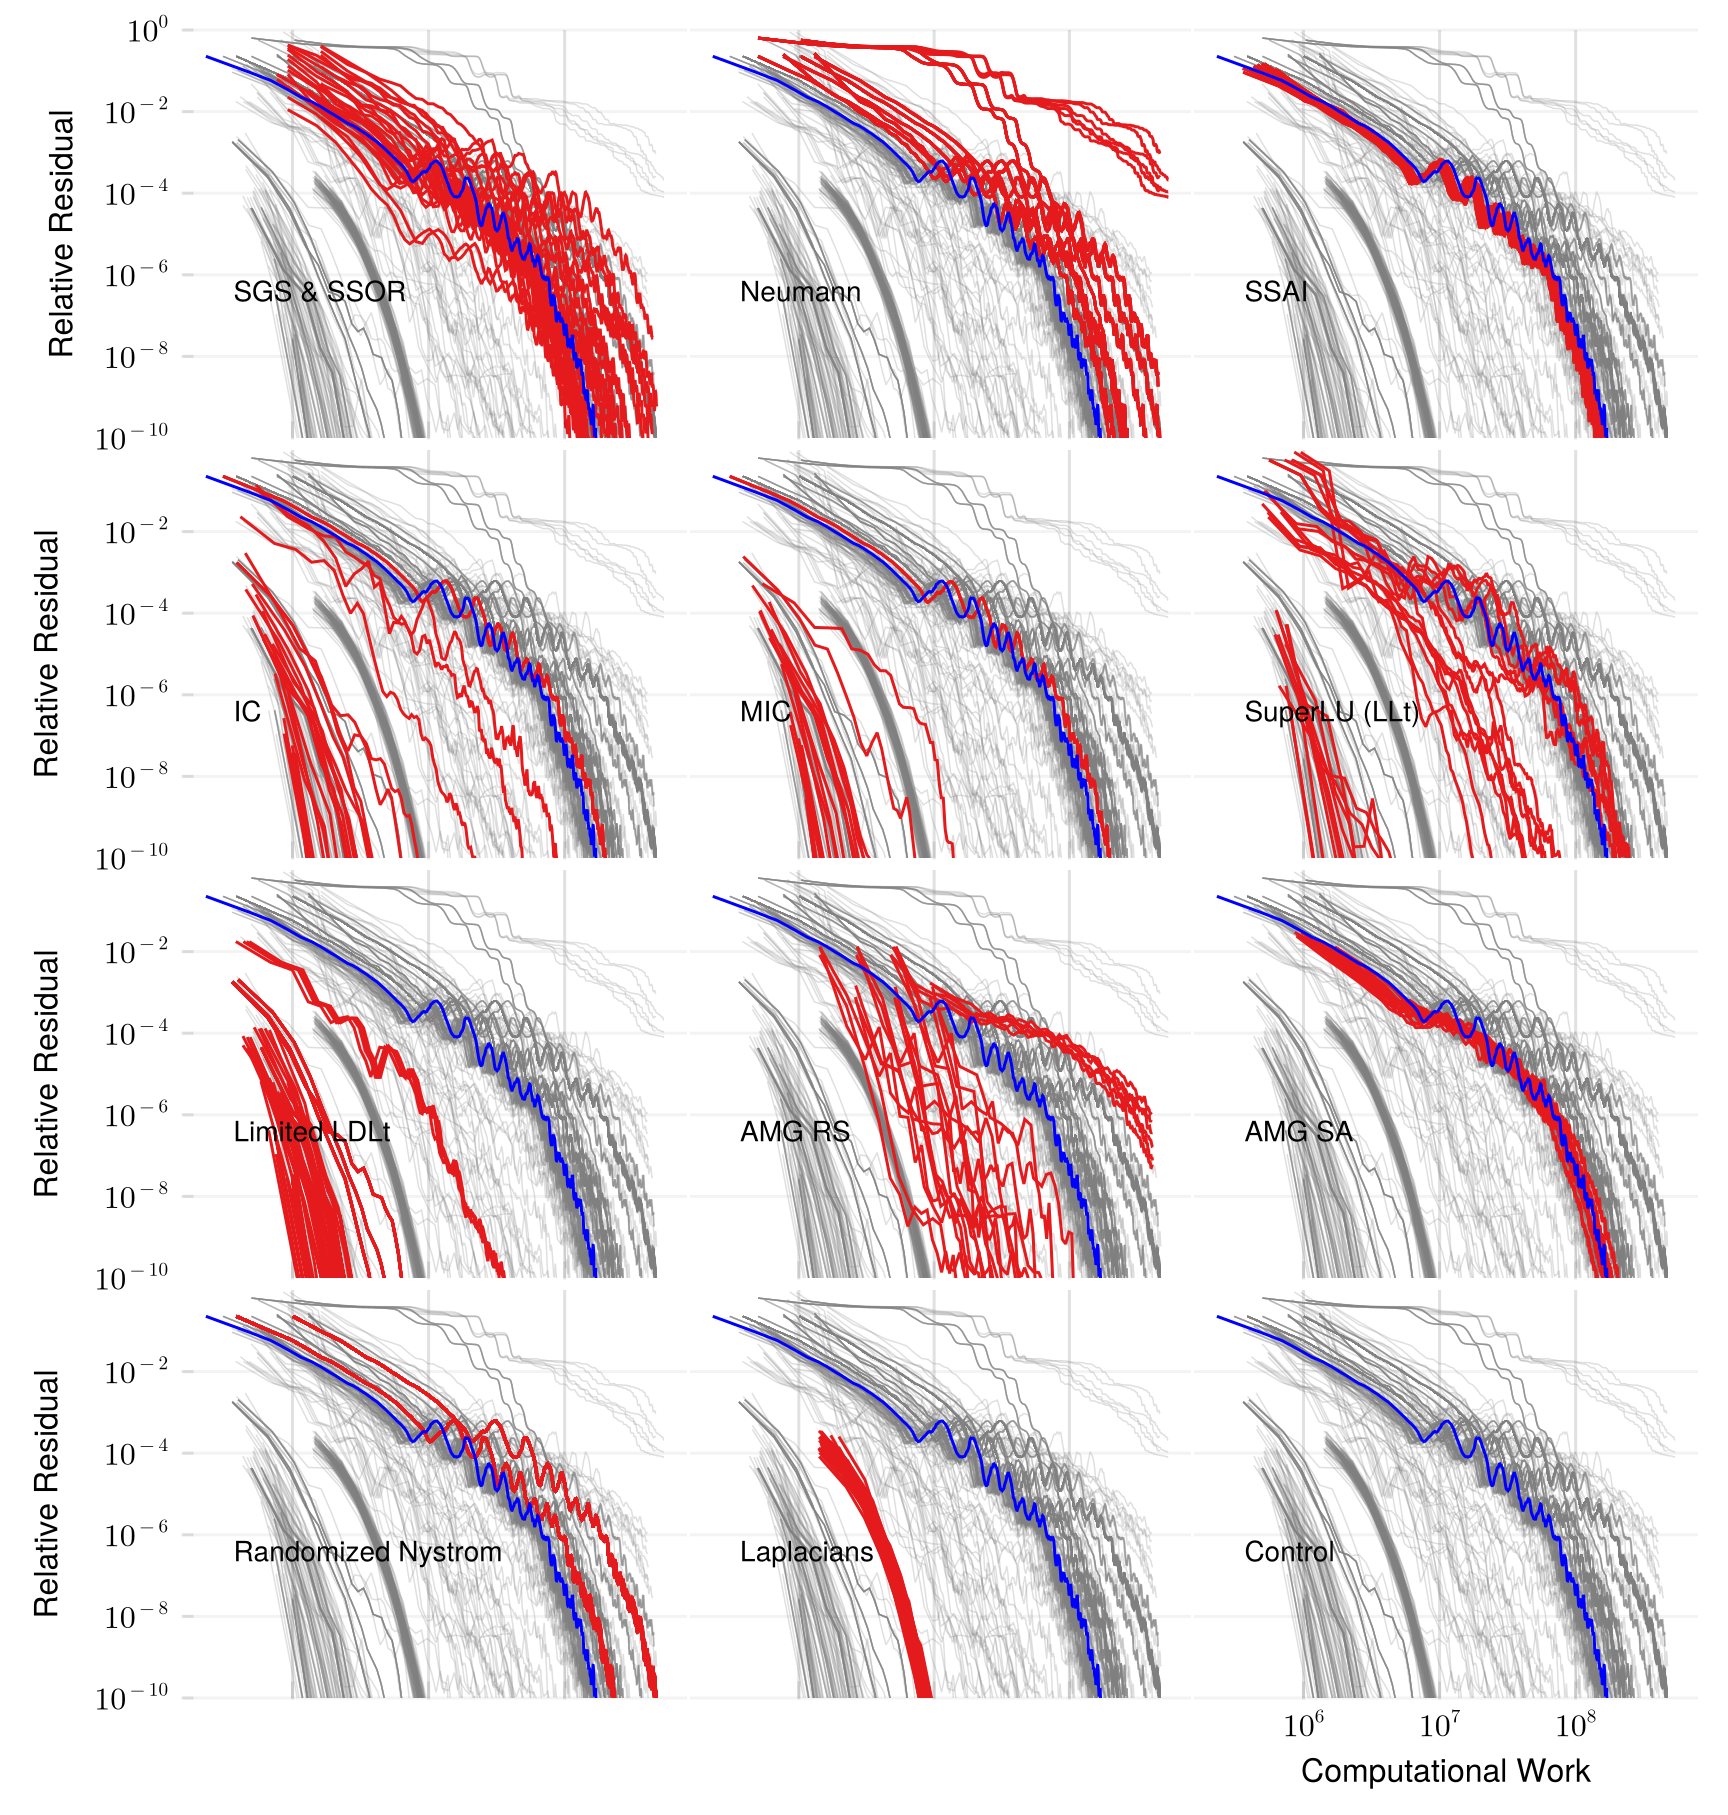 10^0
10^−2
10^−4
10^−6
10^−8
10^−10
Relative Residual
SGS & SSOR
Neumann
SSAI
10^−2
10^−4
10^−6
10^−8
10^−10
Relative Residual
IC
MIC
SuperLU (LLt)
10^−2
10^−4
10^−6
10^−8
10^−10
Relative Residual
Limited LDLt
AMG RS
AMG SA
10^−2
10^−4
10^−6
10^−8
10^−10
Relative Residual
Randomized Nystrom
Laplacians
Control
10^6 10^7 10^8
Computational Work